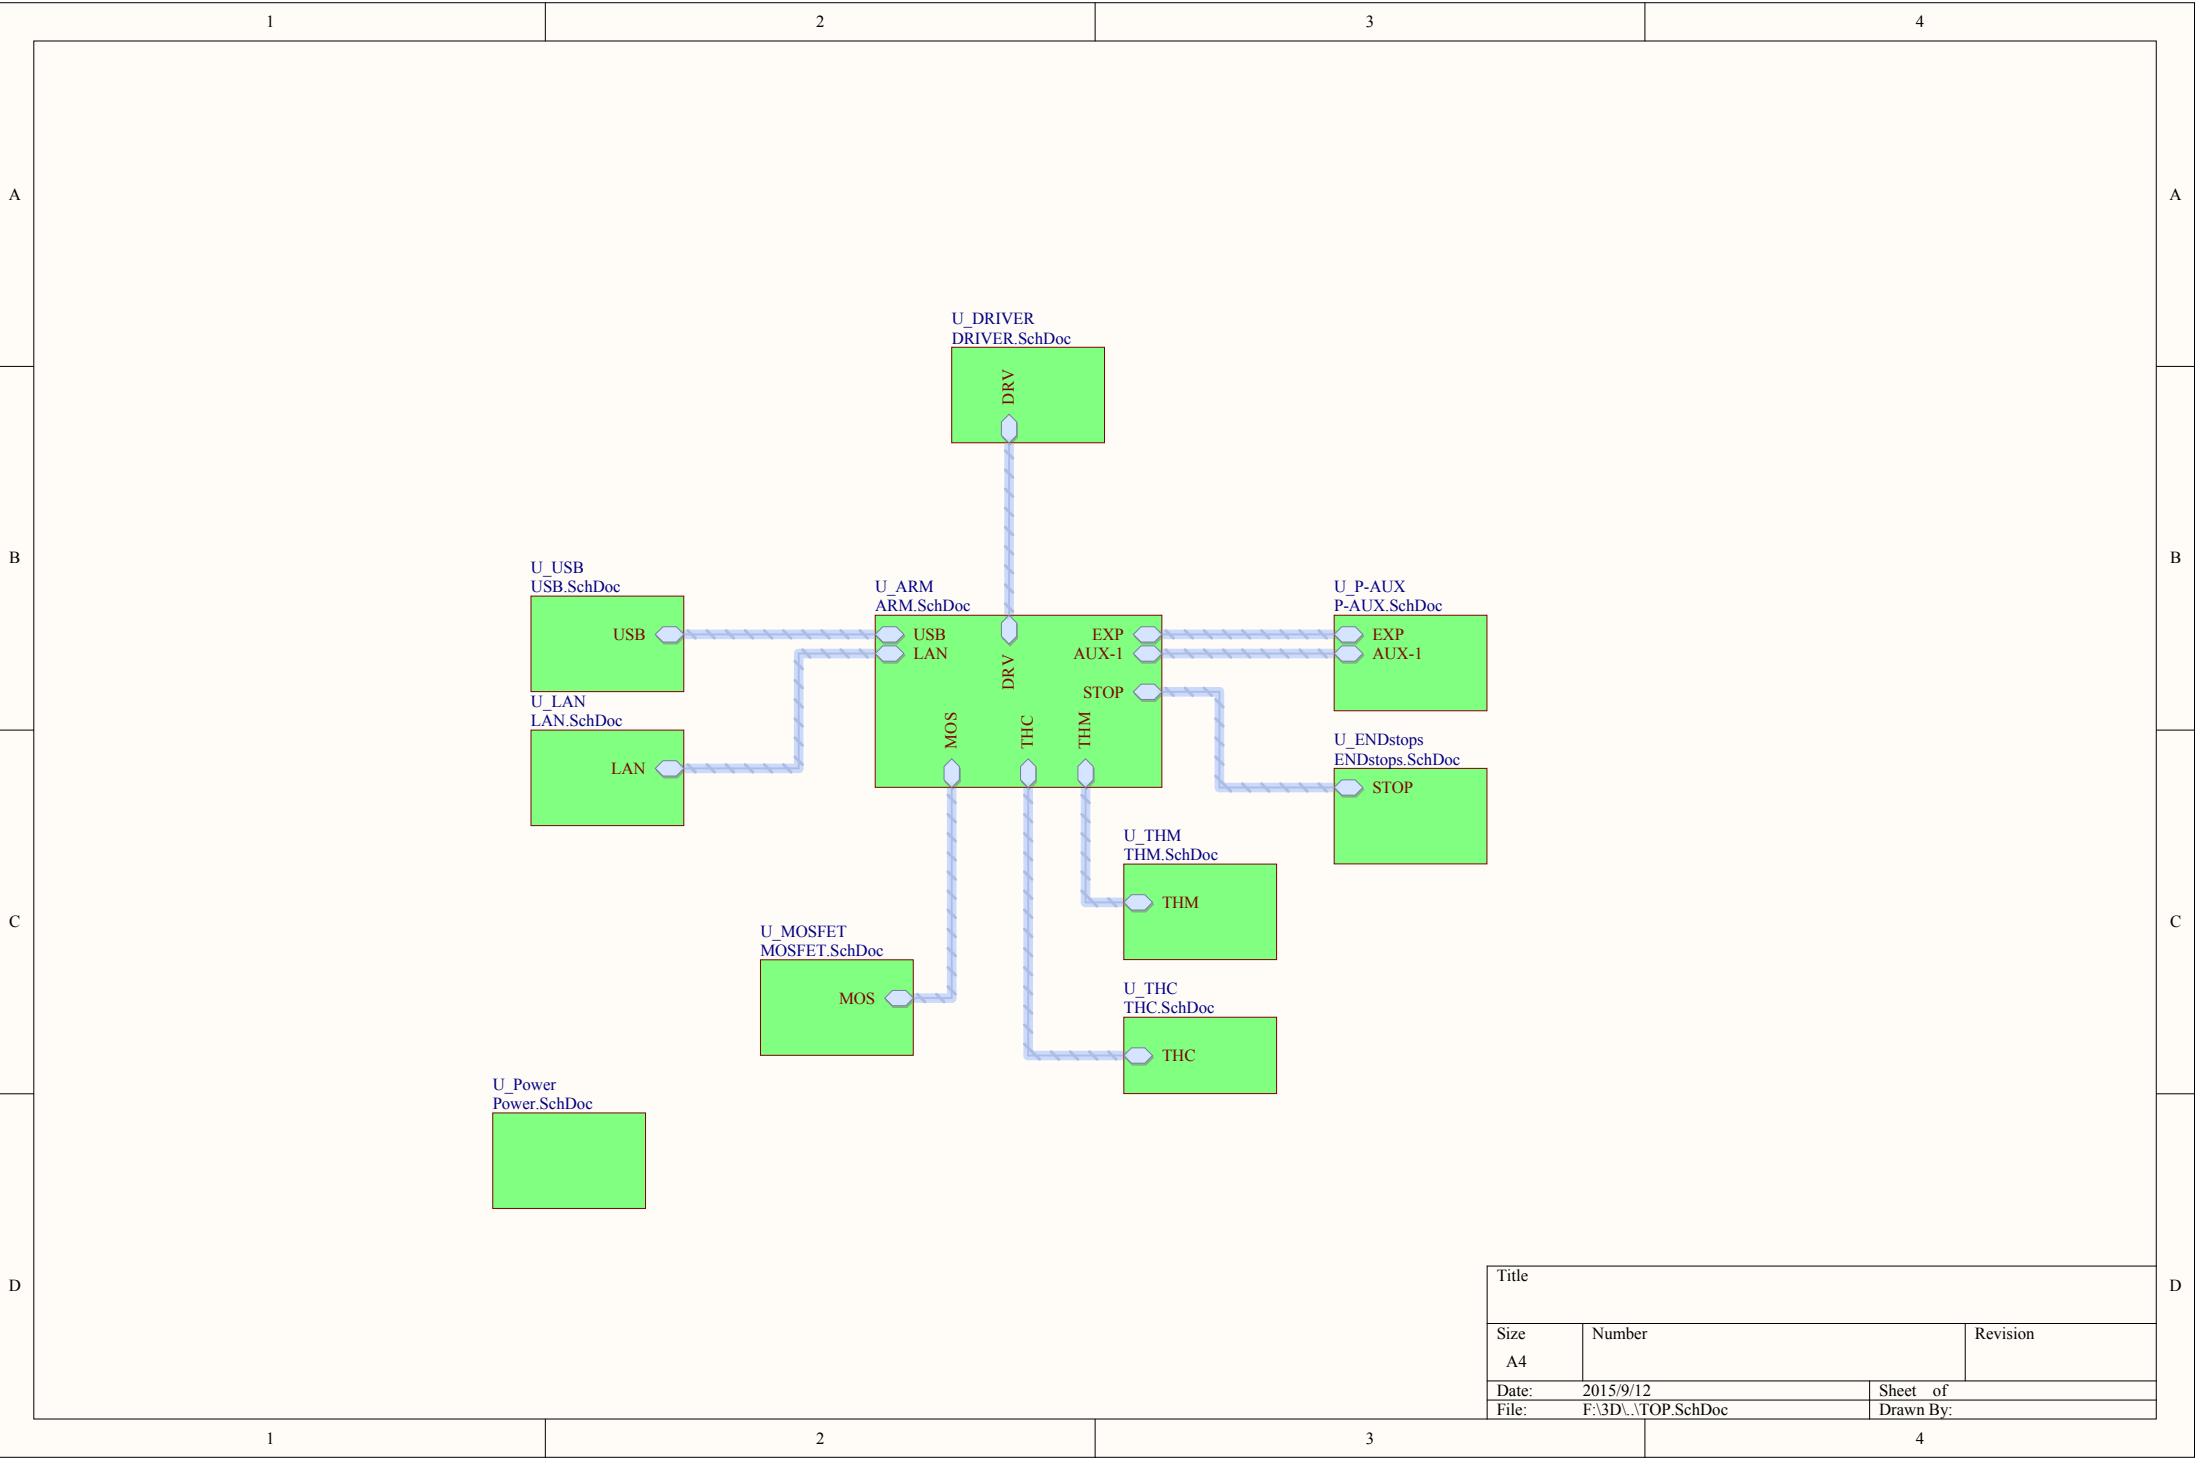 1 2 3 4
A A
U_DRIVER
DRIVER.SchDoc
DRV
B B
U_USB
USB.SchDoc
USB
U_ARM
ARM.SchDoc
USB
LAN
DRV
EXP
AUX-1
STOP
MOS
THC
THM
U_P-AUX
P-AUX.SchDoc
EXP
AUX-1
U_LAN
LAN.SchDoc
LAN
U_ENDstops
ENDstops.SchDoc
STOP
U_THM
THM.SchDoc
THM
C C
U_MOSFET
MOSFET.SchDoc
MOS
U_THC
THC.SchDoc
THC
U_Power
Power.SchDoc
D D
Title
Size Number Revision
A4
Date: 2015/9/12 Sheet of
File: F:\3D\..\TOP.SchDoc Drawn By:
1 2 3 4